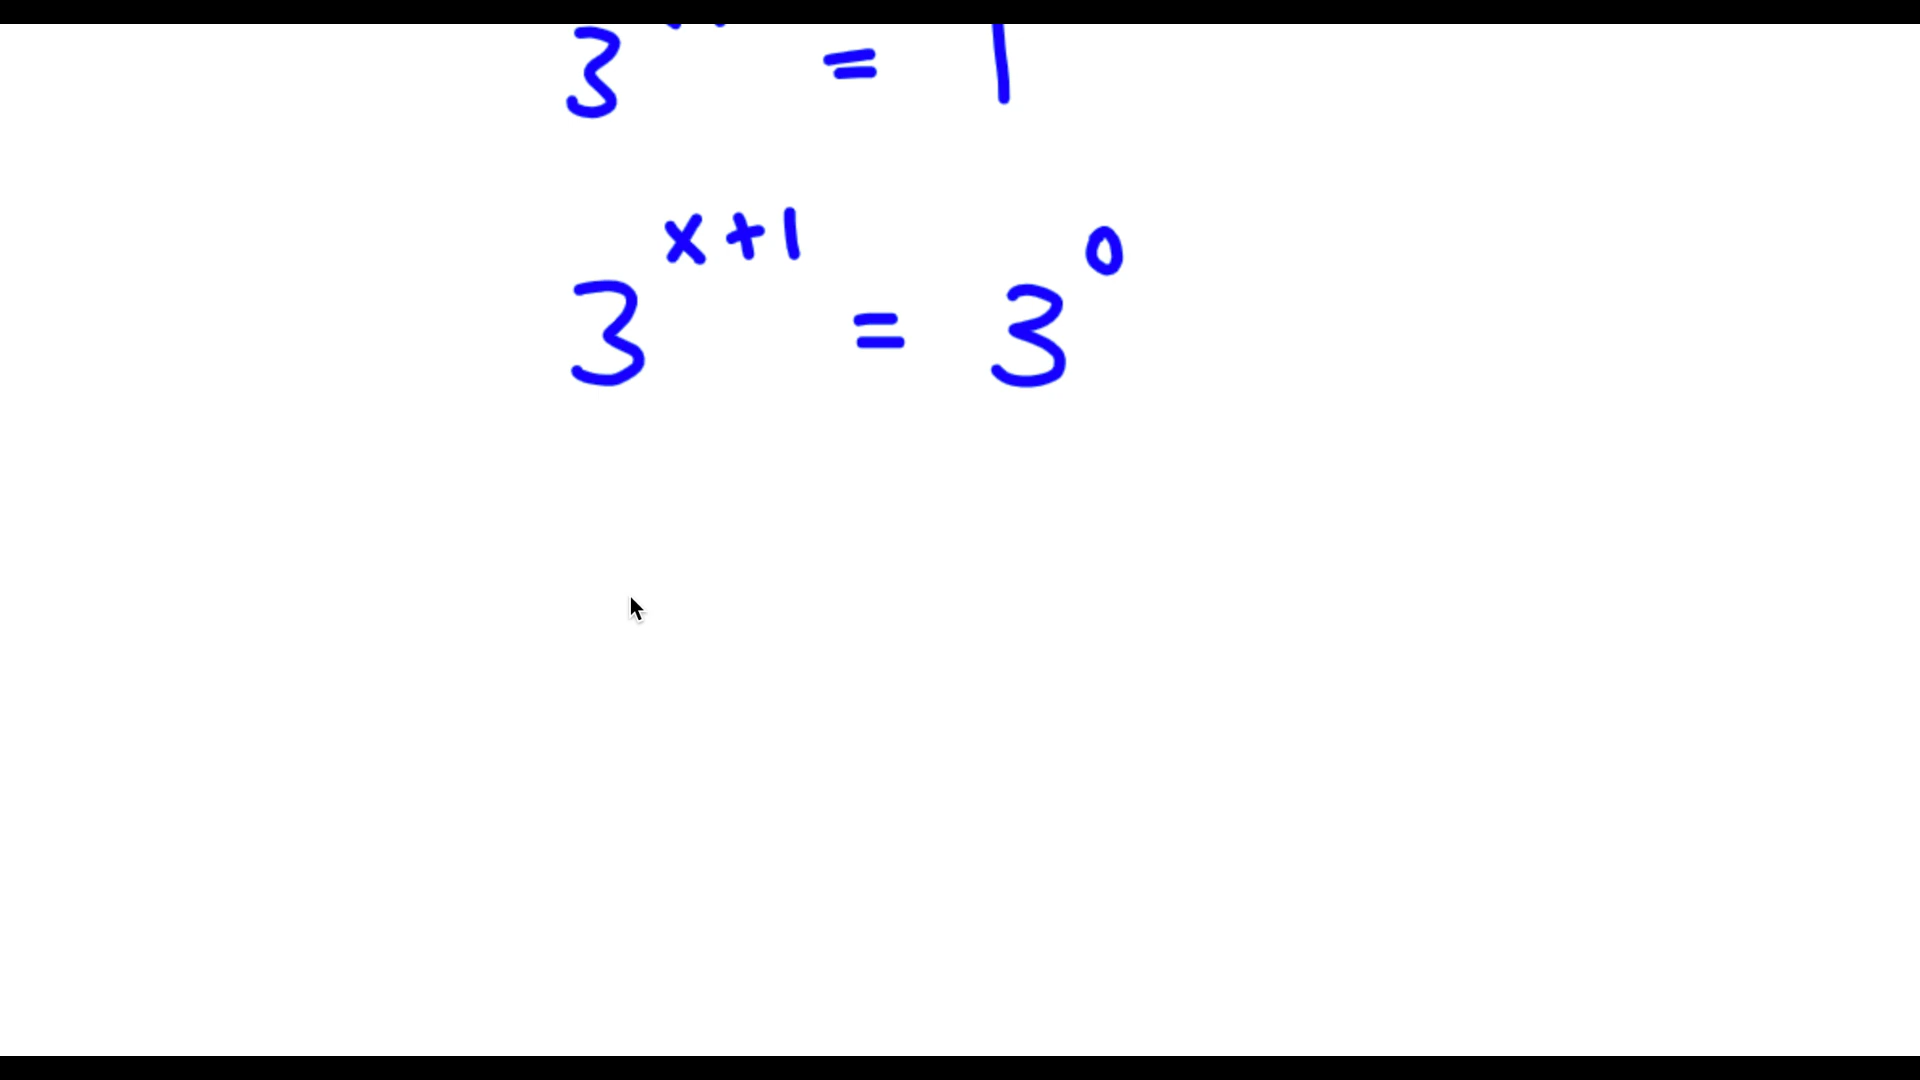 3 = 1
3^{x+1} = 3^0